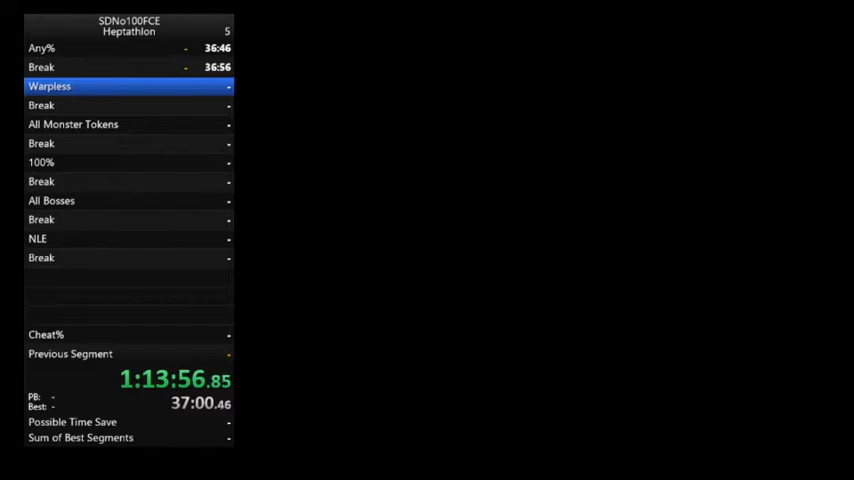 SDNo100FCE
Heptathlon 5
Any% - 36:46
Break - 36:56
Warpless -
Break -
All Monster Tokens -
Break -
100% -
Break -
All Bosses -
Break -
NLE -
Break -
Cheat% -
Previous Segment -
1:13:56.85
PB: -
Best: - 37:00.46
Possible Time Save -
Sum of Best Segments -